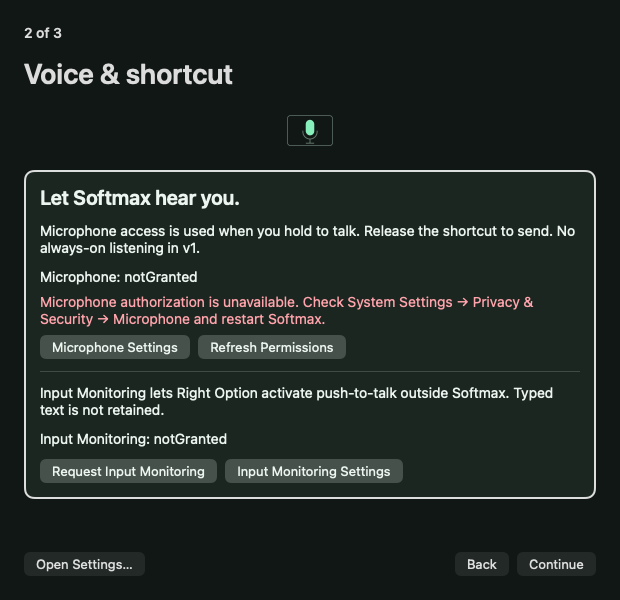 2 of 3
Voice & shortcut
Let Softmax hear you.
Microphone access is used when you hold to talk. Release the shortcut to send. No
always-on listening in v1.
Microphone: notGranted
Microphone authorization is unavailable. Check System Settings → Privacy &
Security → Microphone and restart Softmax.
Microphone Settings
Refresh Permissions
Input Monitoring lets Right Option activate push-to-talk outside Softmax. Typed
text is not retained.
Input Monitoring: notGranted
Request Input Monitoring
Input Monitoring Settings
Open Settings...
Back
Continue